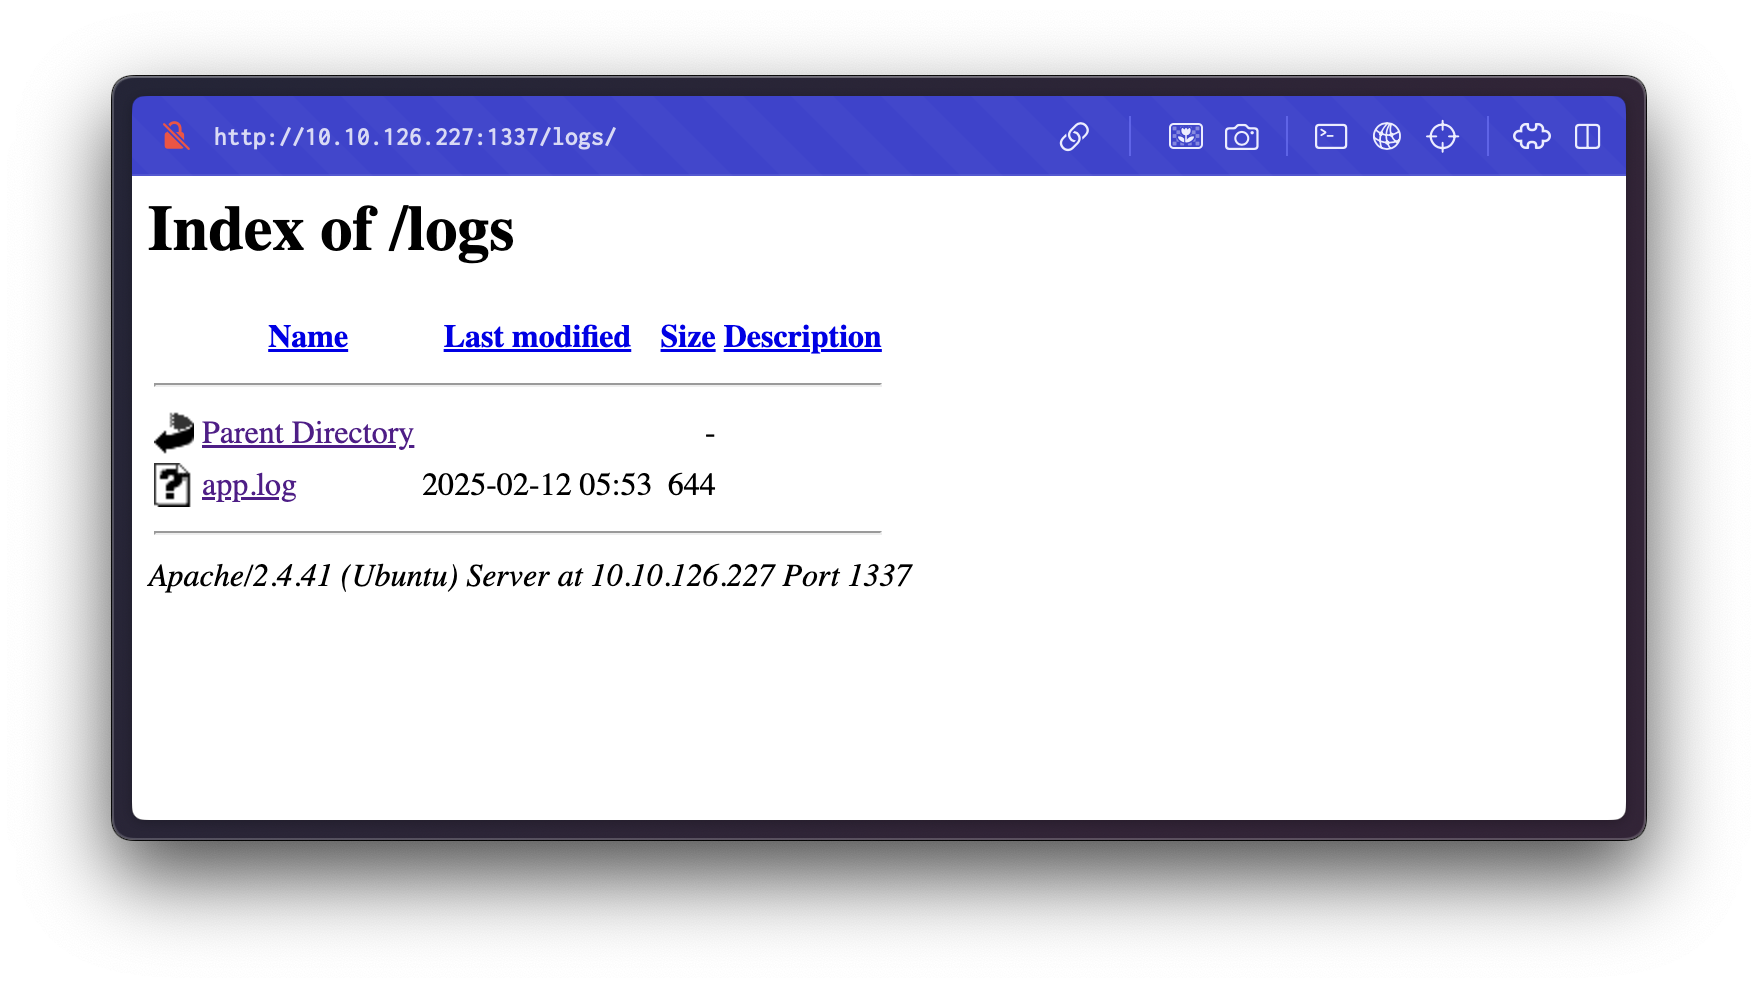 http://10.10.126.227:1337/logs/
Index of /logs
Name Last modified Size Description
Parent Directory -
app.log 2025-02-12 05:53 644
Apache/2.4.41 (Ubuntu) Server at 10.10.126.227 Port 1337